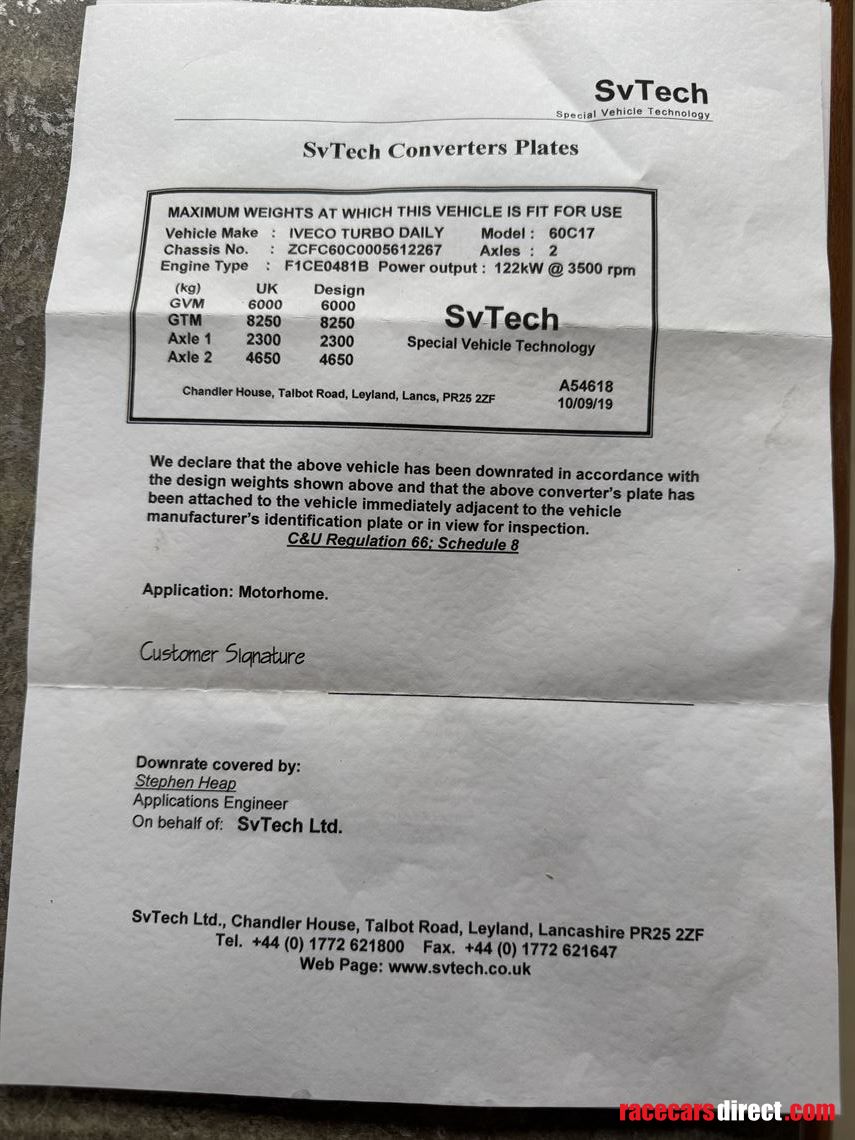 SvTech
Special Vehicle Technology
SvTech Converters Plates
MAXIMUM WEIGHTS AT WHICH THIS VEHICLE IS FIT FOR USE
Vehicle Make : IVECO TURBO DAILY Model : 60C17
Chassis No. : ZCFC60C0005612267 Axles : 2
Engine Type : F1CE0481B Power output : 122kW @ 3500 rpm
(kg) UK Design
GVM 6000 6000
GTM 8250 8250
Axle 1 2300 2300
Axle 2 4650 4650
SvTech
Special Vehicle Technology
Chandler House, Talbot Road, Leyland, Lancs, PR25 2ZF
A54618
10/09/19
We declare that the above vehicle has been downrated in accordance with
the design weights shown above and that the above converter's plate has
been attached to the vehicle immediately adjacent to the vehicle
manufacturer's identification plate or in view for inspection.
C&U Regulation 66; Schedule 8
Application: Motorhome.
Customer Signature
Downrate covered by:
Stephen Heap
Applications Engineer
On behalf of: SvTech Ltd.
SvTech Ltd., Chandler House, Talbot Road, Leyland, Lancashire PR25 2ZF
Tel. +44 (0) 1772 621800 Fax. +44 (0) 1772 621647
Web Page: www.svtech.co.uk
racecarsdirect.com